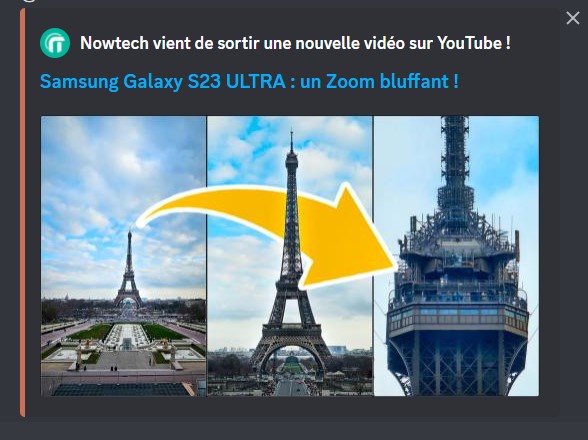 Nowtech vient de sortir une nouvelle vidéo sur YouTube !
Samsung Galaxy S23 ULTRA : un Zoom bluffant !